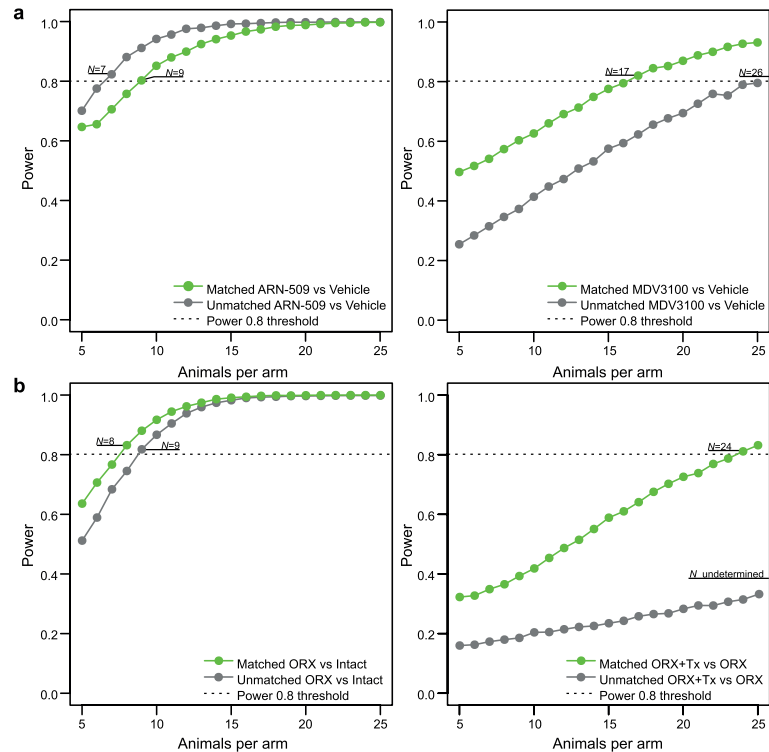 a
1.0
0.8
0.6
0.4
0.2
0.0
Power
N=7
N=9
Matched ARN-509 vs Vehicle
Unmatched ARN-509 vs Vehicle
Power 0.8 threshold
5 10 15 20 25
Animals per arm
1.0
0.8
0.6
0.4
0.2
0.0
Power
N=17
N=26
Matched MDV3100 vs Vehicle
Unmatched MDV3100 vs Vehicle
Power 0.8 threshold
5 10 15 20 25
Animals per arm
b
1.0
0.8
0.6
0.4
0.2
0.0
Power
N=8
N=9
Matched ORX vs Intact
Unmatched ORX vs Intact
Power 0.8 threshold
5 10 15 20 25
Animals per arm
1.0
0.8
0.6
0.4
0.2
0.0
Power
N=24
N undetermined
Matched ORX+Tx vs ORX
Unmatched ORX+Tx vs ORX
Power 0.8 threshold
5 10 15 20 25
Animals per arm